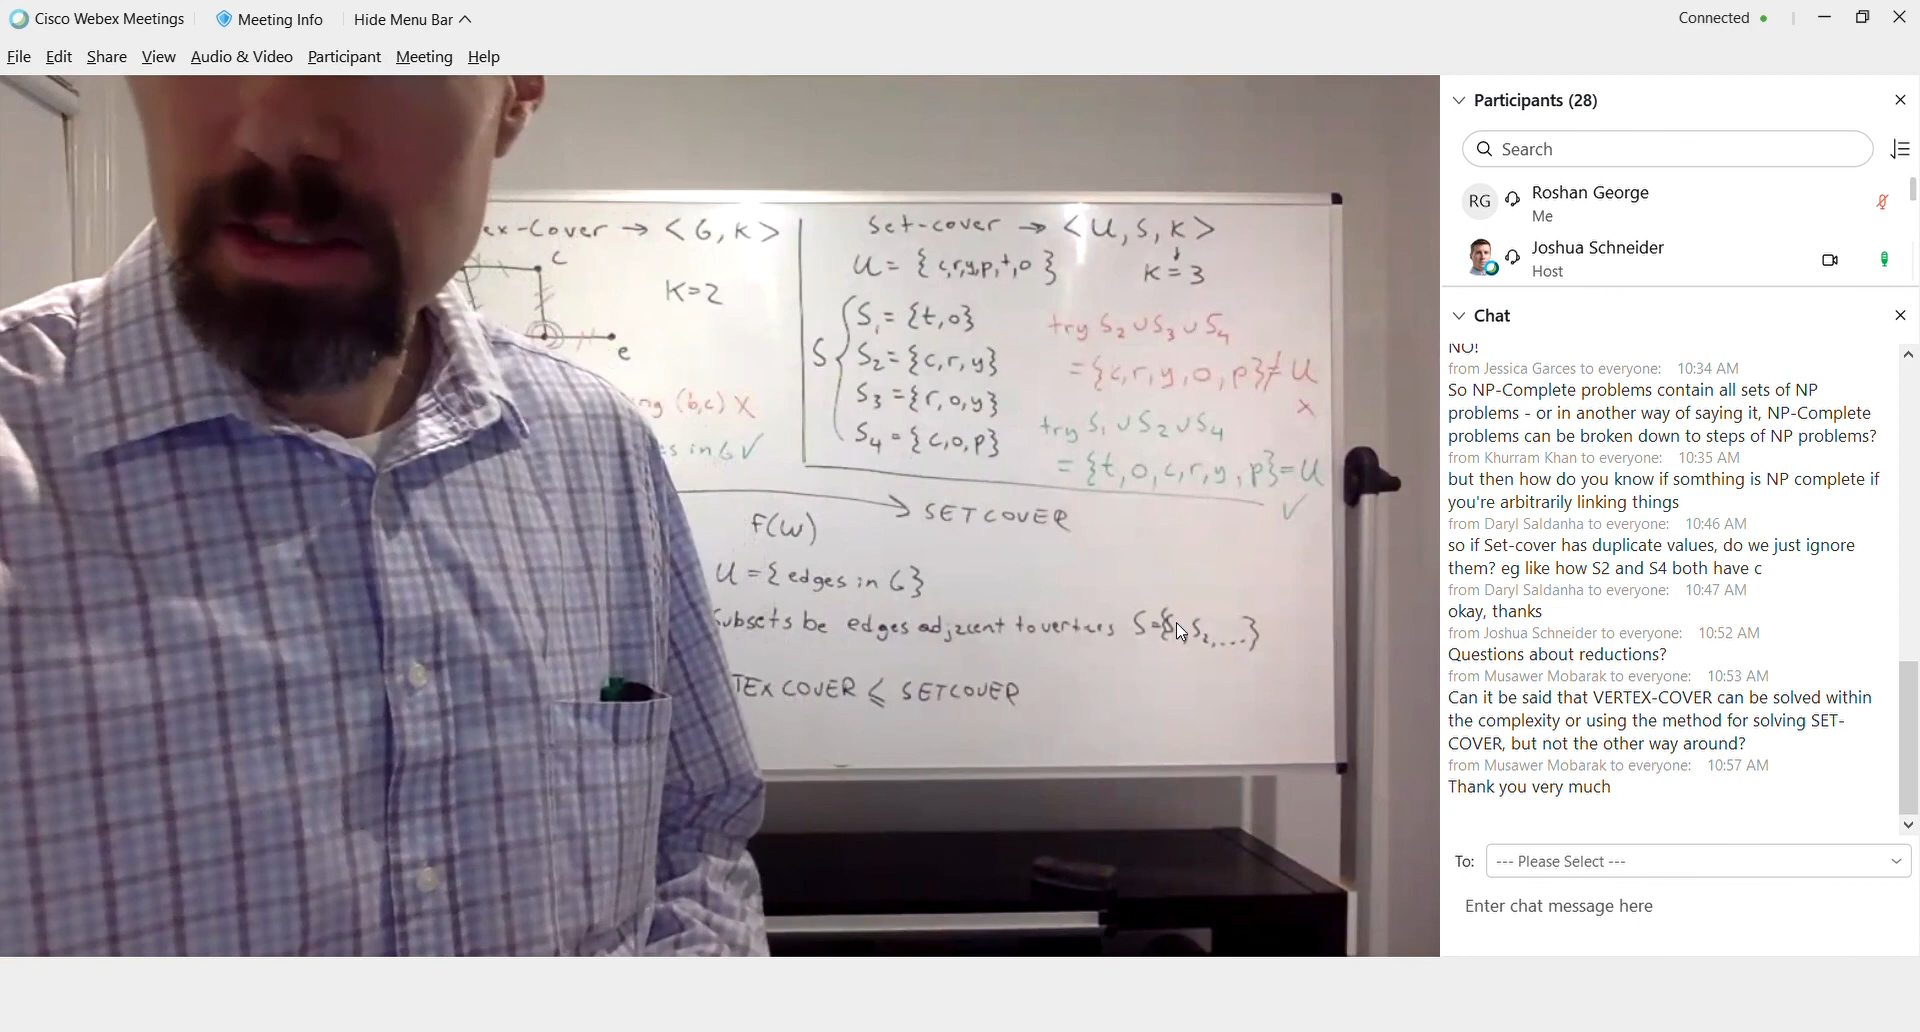 Cisco Webex Meetings Meeting Info Hide Menu Bar Connected
File Edit Share View Audio & Video Participant Meeting Help
ex-Cover → <G, K>
c
K=2
e
ng (b,c) X
es in G ✓
Set-cover → <U, S, K>
U = { c,r,y,p,t,o }
K = 3
S
S₁ = {t,o}
S₂ = {c,r,y}
S₃ = {r,o,y}
S₄ = {c,o,p}
try S₂ ∪ S₃ ∪ S₄
= {c,r,y,o,p} ≠ U
X
try S₁ ∪ S₂ ∪ S₄
= {t,o,c,r,y,p} = U
✓
SETCOVER
F(w)
U = {edges in G}
Subsets be edges adjacent to vertices S={S S₂,....}
TEX COVER ≤ SETCOVER
Participants (28)
Search
RG Roshan George
Me
Joshua Schneider
Host
Chat
NO!
from Jessica Garces to everyone: 10:34 AM
So NP-Complete problems contain all sets of NP
problems - or in another way of saying it, NP-Complete
problems can be broken down to steps of NP problems?
from Khurram Khan to everyone: 10:35 AM
but then how do you know if somthing is NP complete if
you're arbitrarily linking things
from Daryl Saldanha to everyone: 10:46 AM
so if Set-cover has duplicate values, do we just ignore
them? eg like how S2 and S4 both have c
from Daryl Saldanha to everyone: 10:47 AM
okay, thanks
from Joshua Schneider to everyone: 10:52 AM
Questions about reductions?
from Musawer Mobarak to everyone: 10:53 AM
Can it be said that VERTEX-COVER can be solved within
the complexity or using the method for solving SET-
COVER, but not the other way around?
from Musawer Mobarak to everyone: 10:57 AM
Thank you very much
To: --- Please Select ---
Enter chat message here